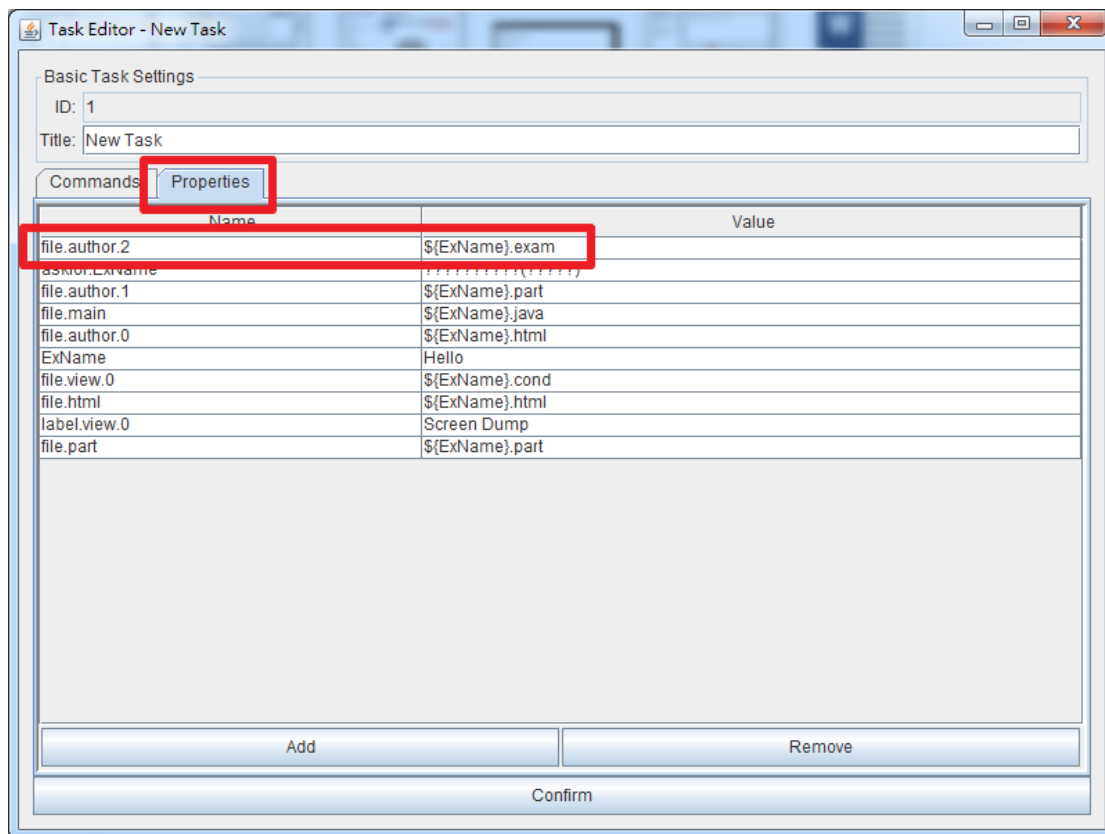 Task Editor - New Task
Basic Task Settings
ID: 1
Title: New Task
Commands Properties
Name Value
file.author.2 ${ExName}.exam
askfor.ExName ??????????(?????)
file.author.1 ${ExName}.part
file.main ${ExName}.java
file.author.0 ${ExName}.html
ExName Hello
file.view.0 ${ExName}.cond
file.html ${ExName}.html
label.view.0 Screen Dump
file.part ${ExName}.part
Add Remove
Confirm